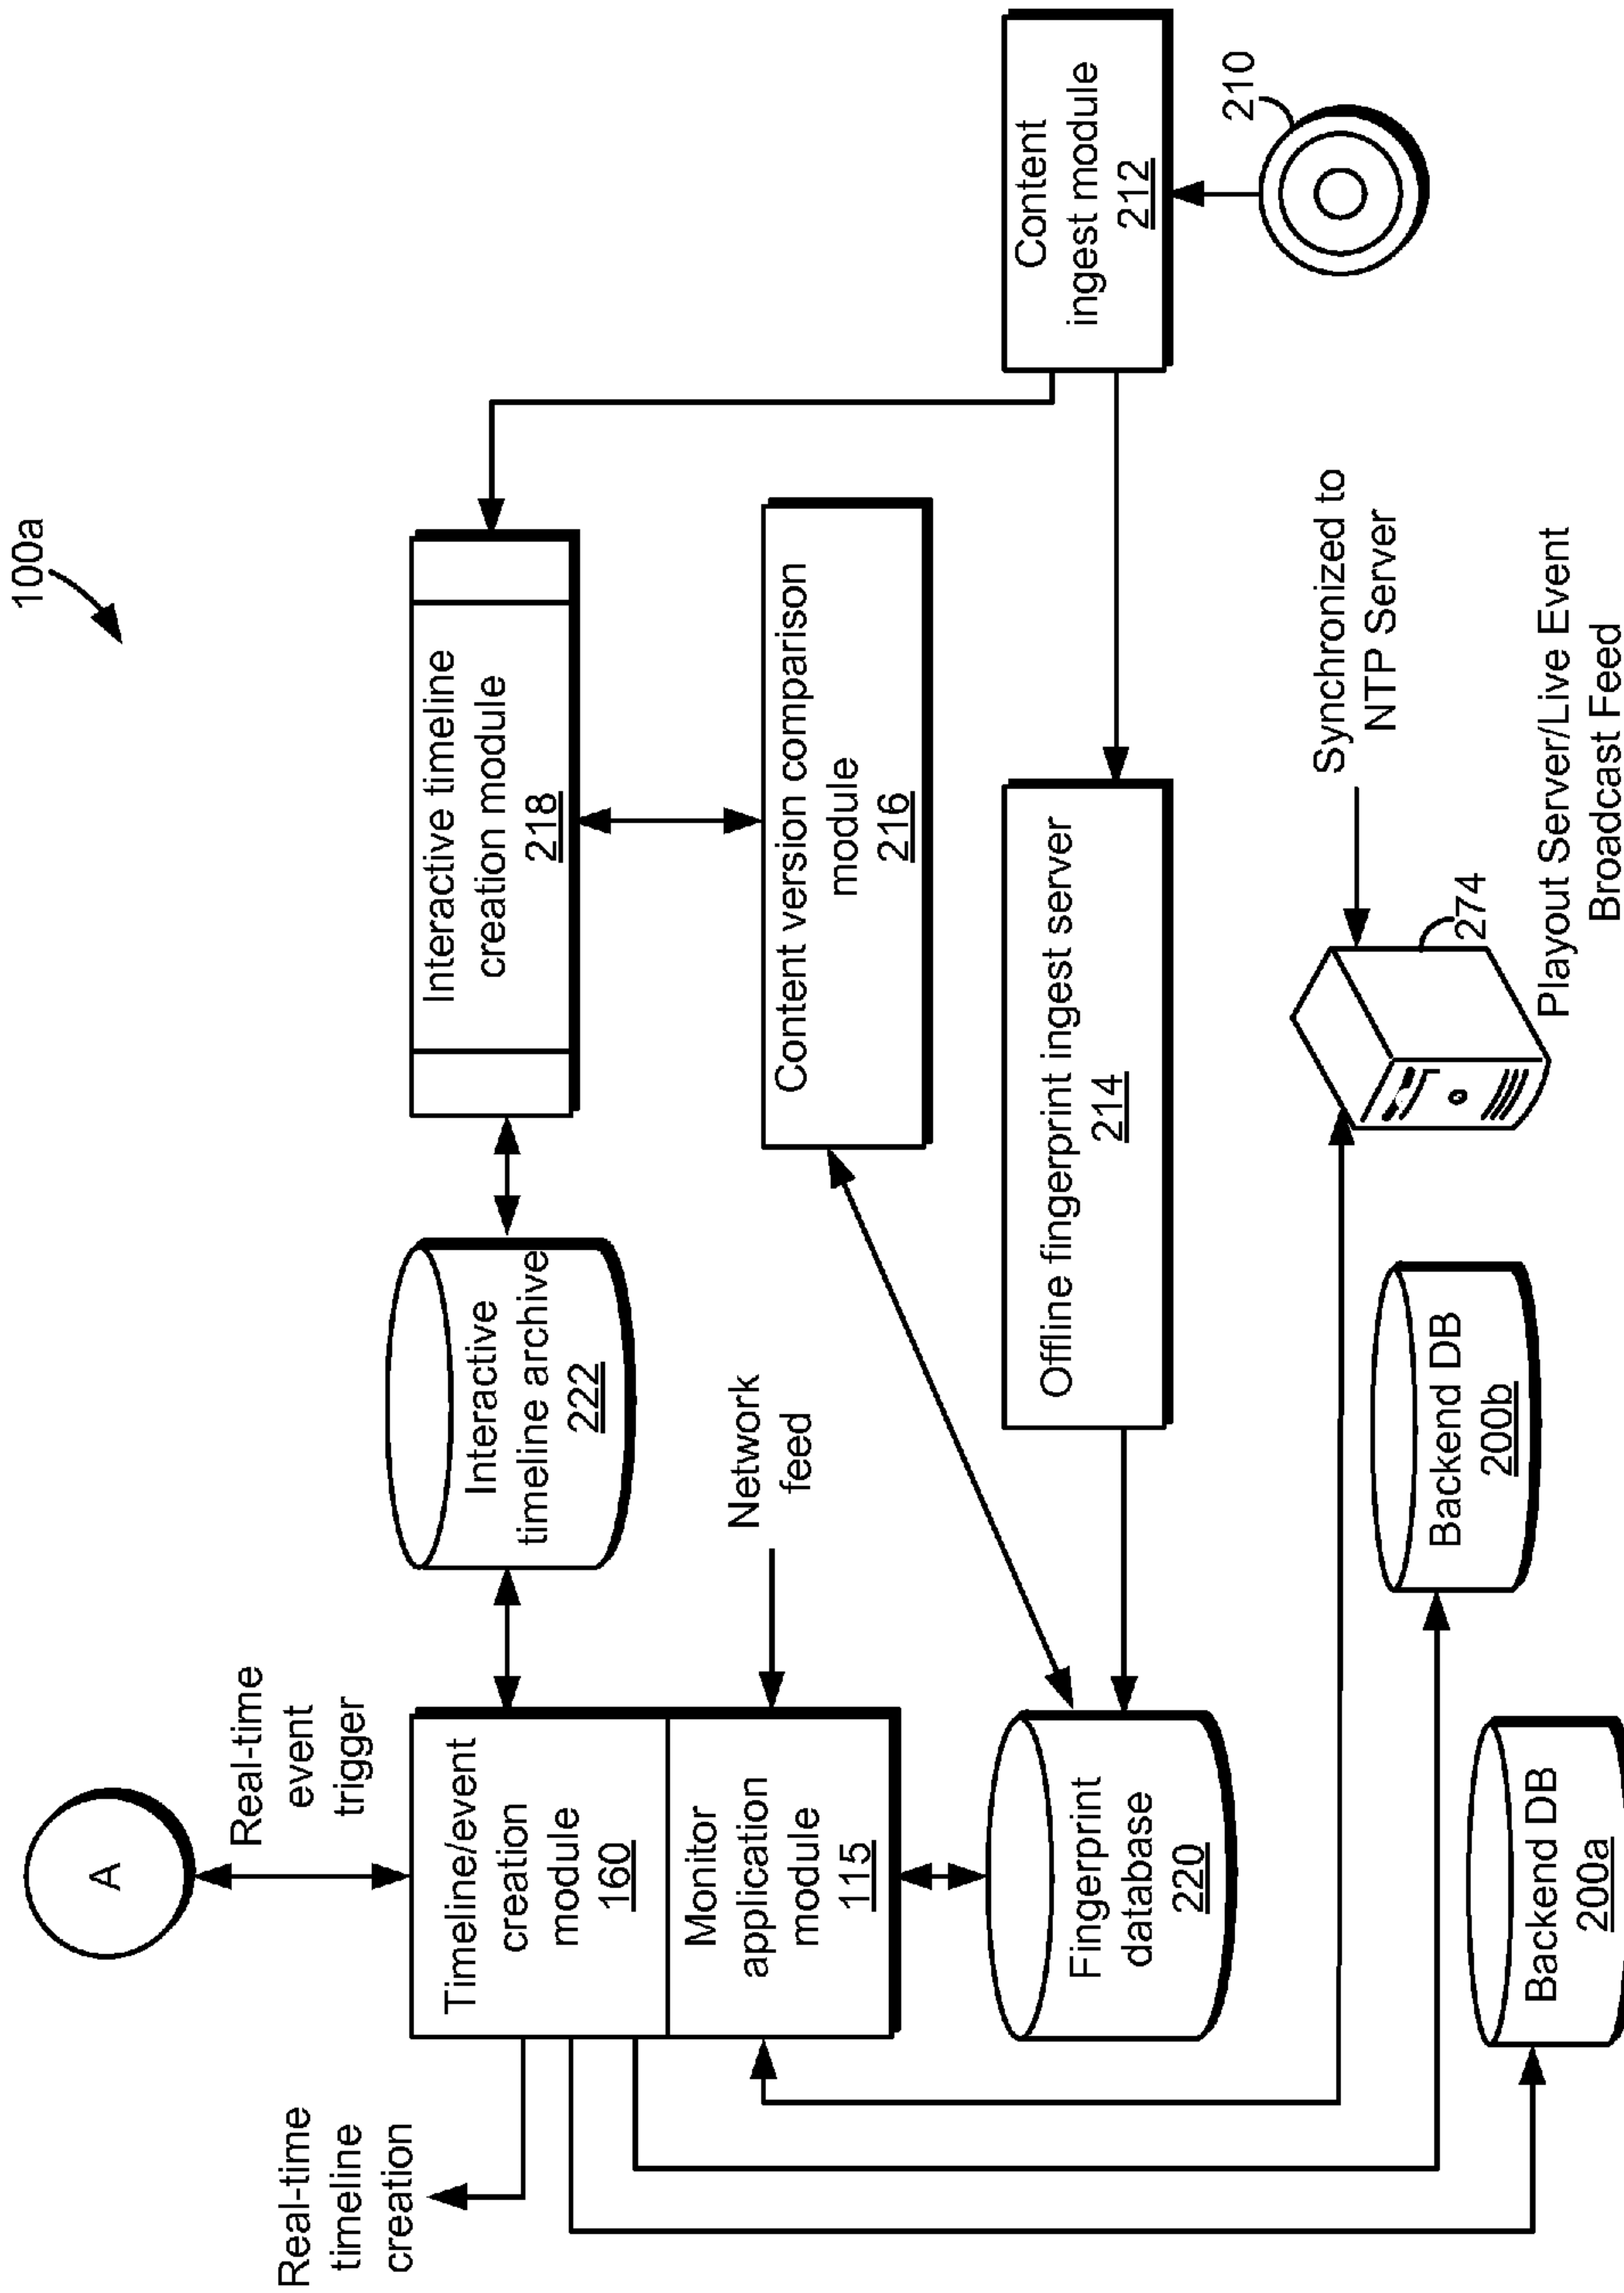 100a
A
Real-time
event
trigger
Real-time
timeline
creation
Timeline/event
creation
module
160
Monitor
application
module
115
Network
feed
Interactive
timeline archive
222
Interactive timeline
creation module
218
Content version comparison
module
216
Content
ingest module
212
210
Offline fingerprint ingest server
214
Fingerprint
database
220
Synchronized to
NTP Server
274
Playout Server/Live Event
Broadcast Feed
Backend DB
200b
Backend DB
200a